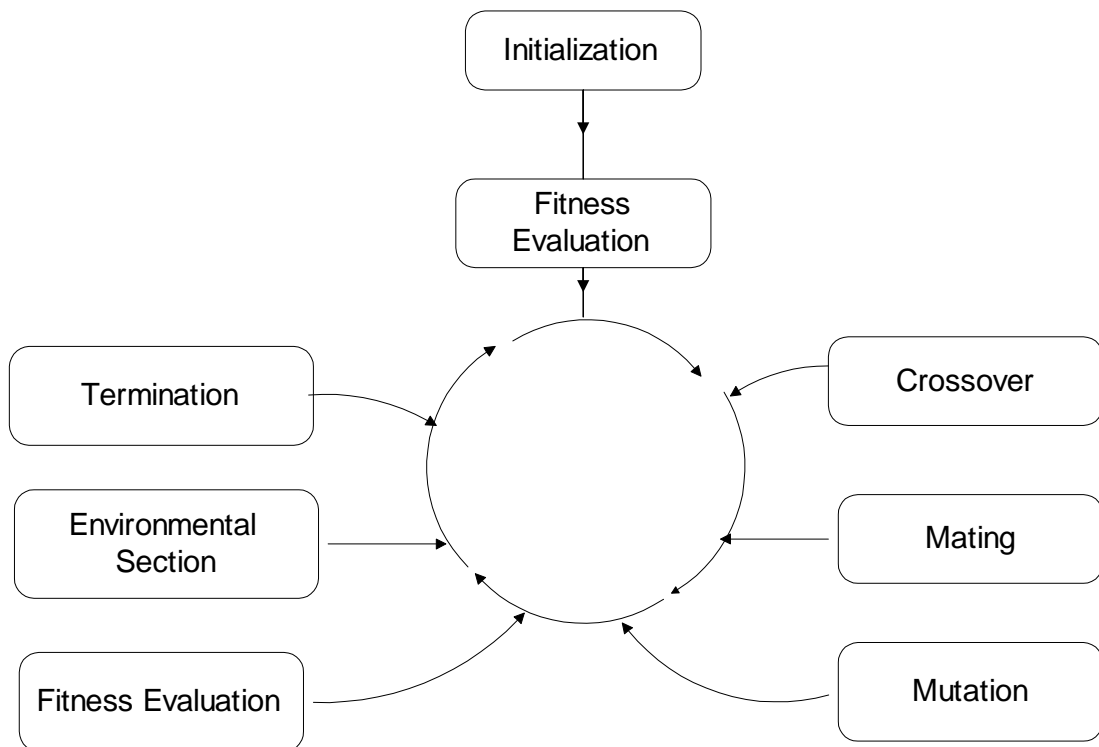 Initialization
Fitness
Evaluation
Termination
Crossover
Environmental
Section
Mating
Fitness Evaluation
Mutation